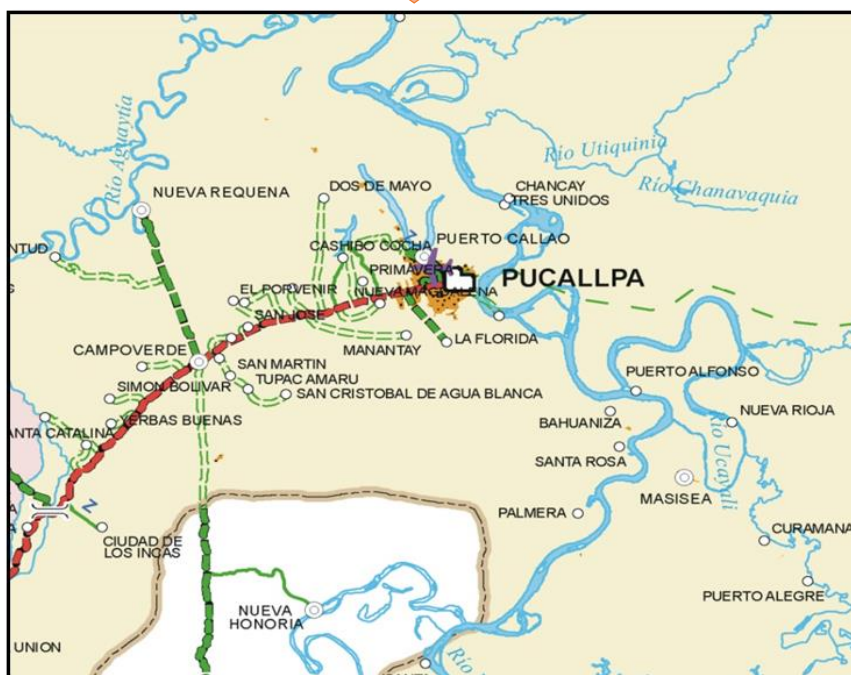 Río Aguaytía
Río Utiquinia
Río Chanavaquia
NUEVA REQUENA
DOS DE MAYO
CHANCAY
TRES UNIDOS
NTUD
CASHIBO COCHA
PUERTO CALLAO
PRIMAVERA
PUCALLPA
EL PORVENIR
NUEVA MAGDALENA
SAN JOSE
LA FLORIDA
MANANTAY
CAMPOVERDE
SAN MARTIN
TUPAC AMARU
SIMON BOLIVAR
SAN CRISTOBAL DE AGUA BLANCA
PUERTO ALFONSO
YERBAS BUENAS
BAHUANIZA
NUEVA RIOJA
ANTA CATALINA
Río Ucayali
SANTA ROSA
MASISEA
PALMERA
CURAMANA
CIUDAD DE
LOS INCAS
PUERTO ALEGRE
NUEVA
HONORIA
UNION
Río